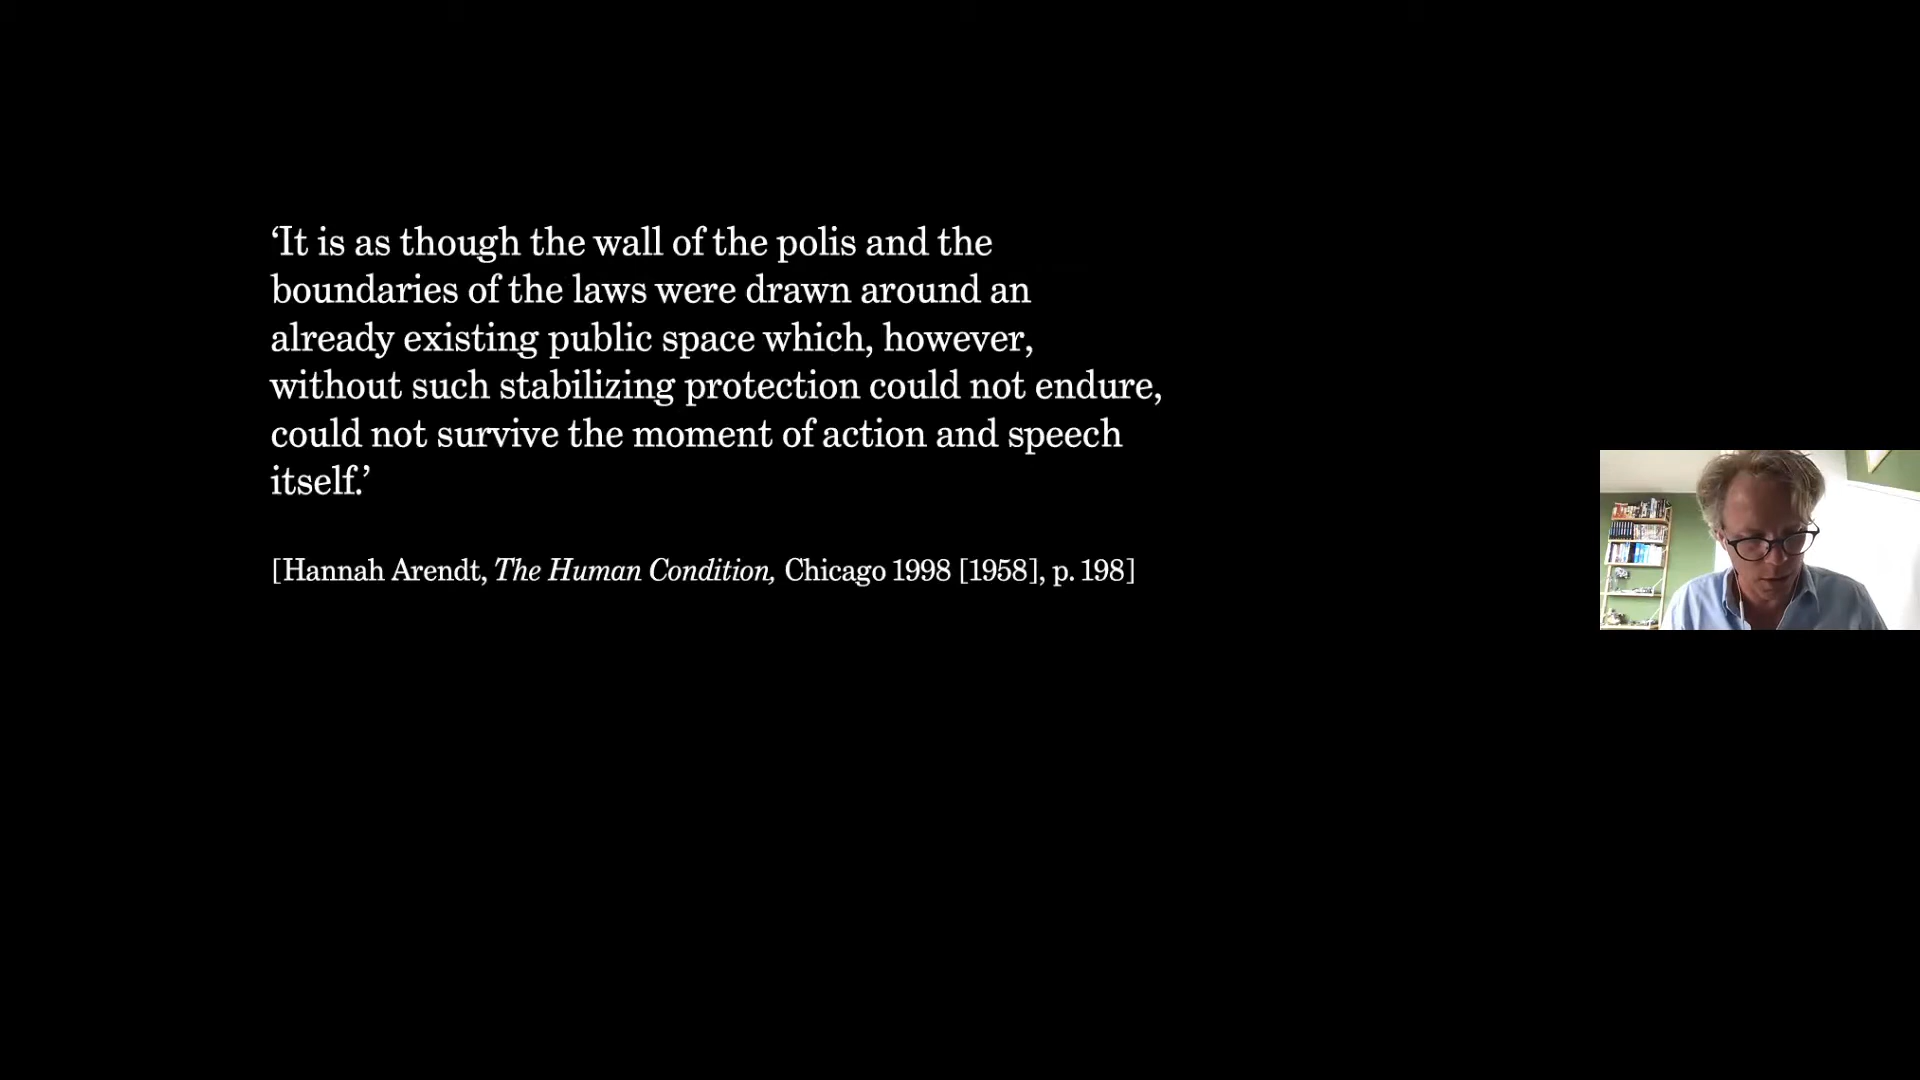 ‘It is as though the wall of the polis and the
boundaries of the laws were drawn around an
already existing public space which, however,
without such stabilizing protection could not endure,
could not survive the moment of action and speech
itself.’
[Hannah Arendt, The Human Condition, Chicago 1998 [1958], p. 198]